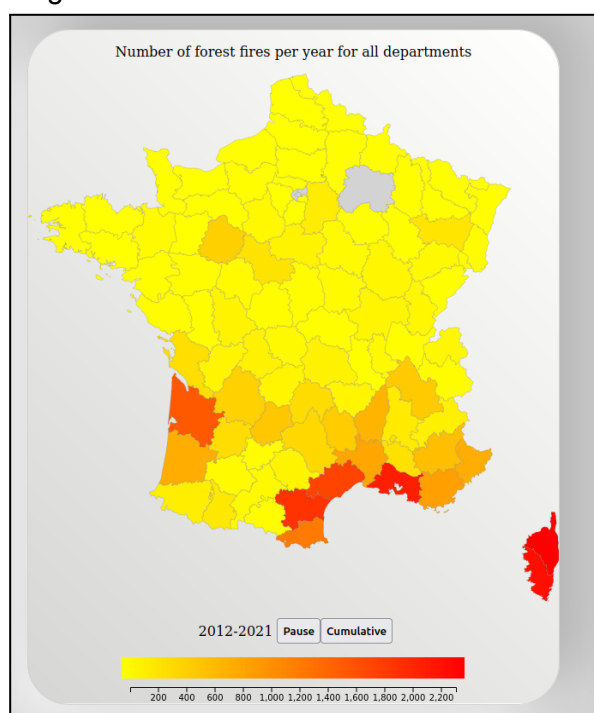 Number of forest fires per year for all departments
2012-2021 Pause Cumulative
200 400 600 800 1,000 1,200 1,400 1,600 1,800 2,000 2,200